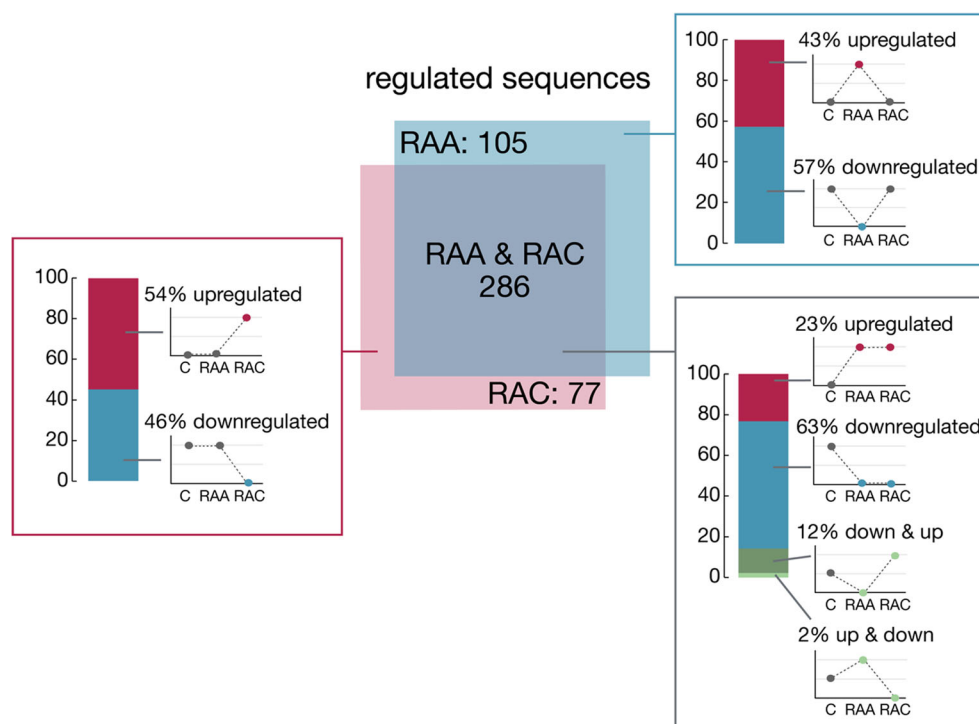 regulated sequences
RAA: 105
RAA & RAC
286
RAC: 77
100
80
60
40
20
0
43% upregulated
C RAA RAC
57% downregulated
C RAA RAC
100
80
60
40
20
0
54% upregulated
C RAA RAC
46% downregulated
C RAA RAC
100
80
60
40
20
0
23% upregulated
C RAA RAC
63% downregulated
C RAA RAC
12% down & up
C RAA RAC
2% up & down
C RAA RAC